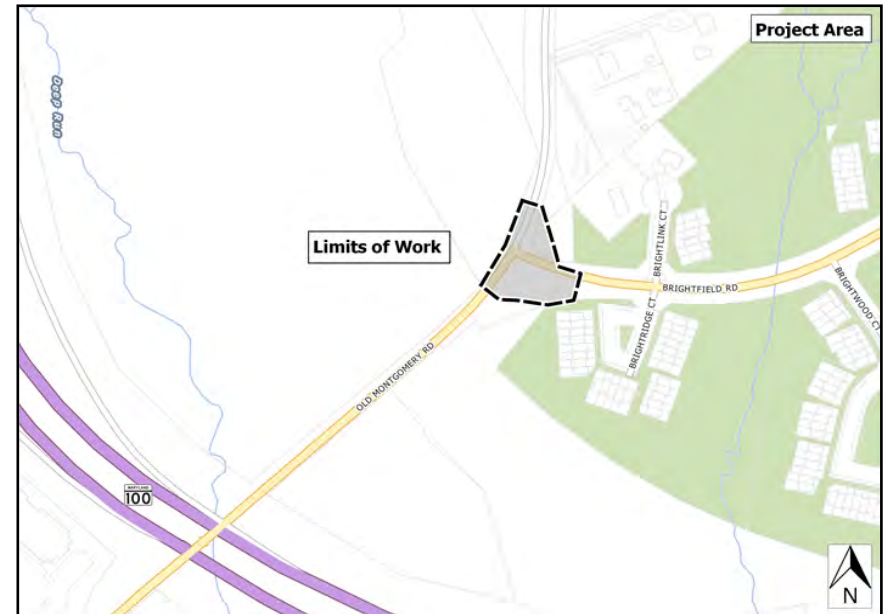 Project Area
Deep Run
Limits of Work
BRIGHTLINK CT
BRIGHTFIELD RD
BRIGHTWOOD CT
BRIGHTRIDGE CT
OLD MONTGOMERY RD
MARYLAND
100
N